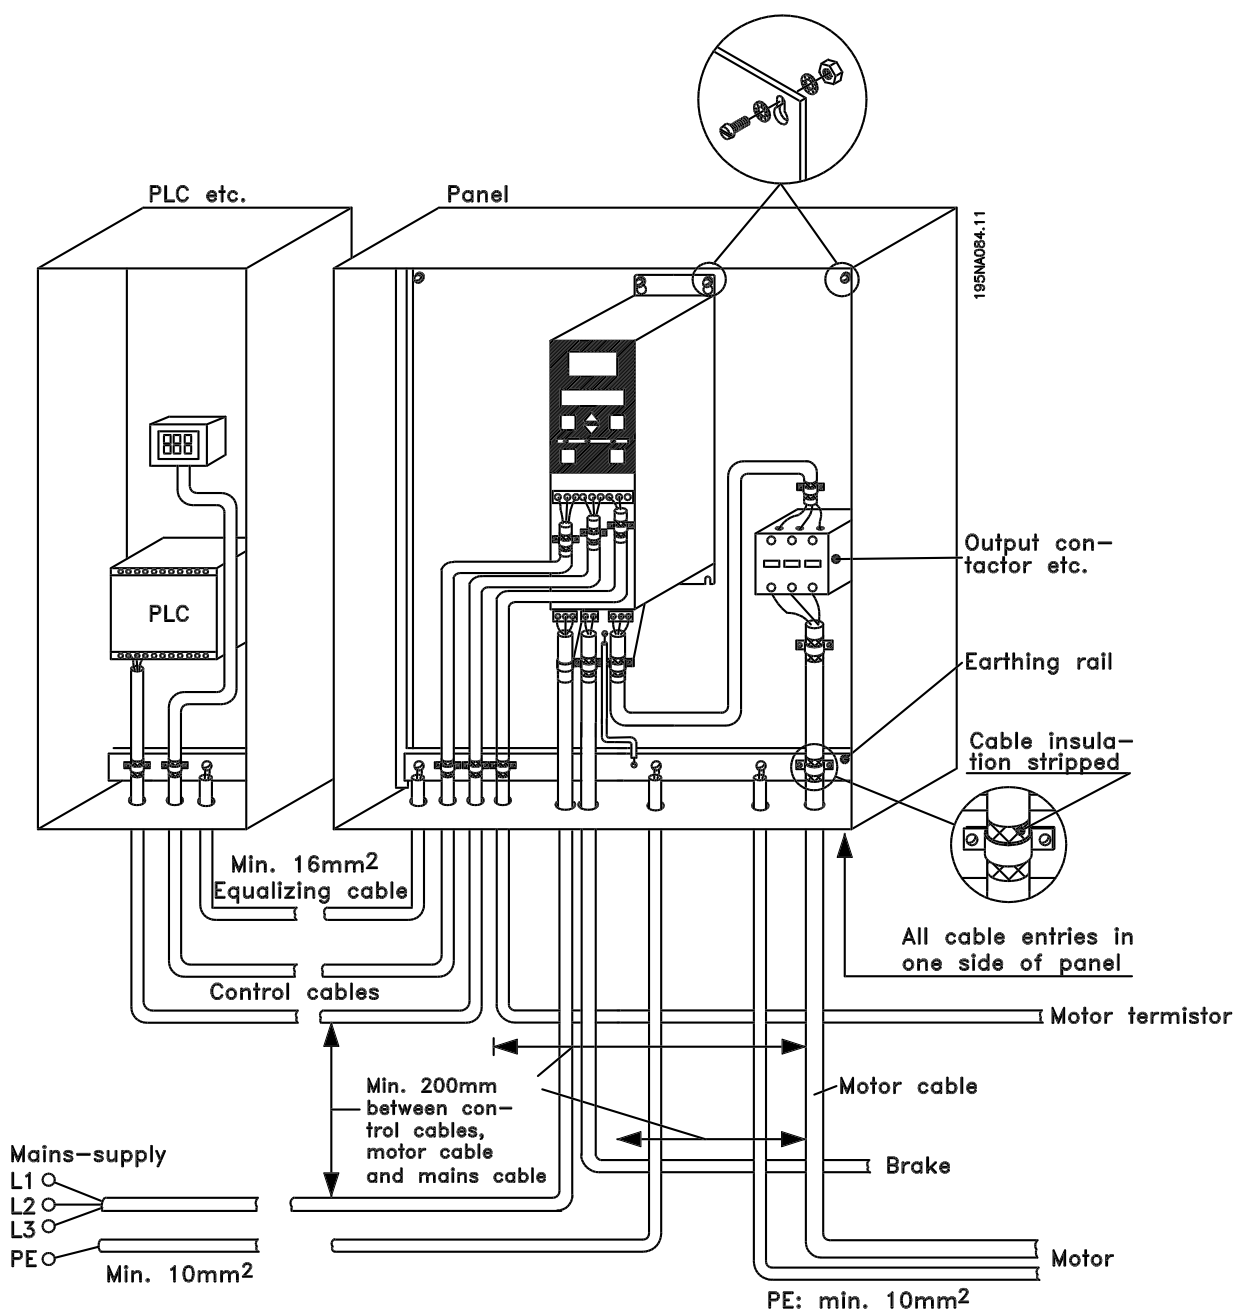 PLC etc.
Panel
195NA084.11
PLC
Output con-
tactor etc.
Earthing rail
Cable insula-
tion stripped
Min. 16mm2
Equalizing cable
All cable entries in
one side of panel
Control cables
Motor termistor
Min. 200mm
between con-
trol cables,
motor cable
and mains cable
Motor cable
Mains-supply
L1
L2
L3
PE
Brake
Min. 10mm2
Motor
PE: min. 10mm2